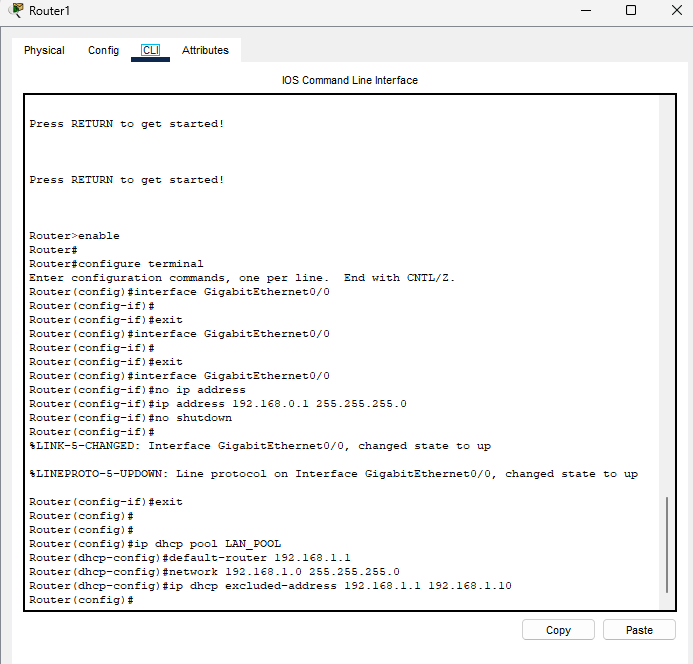 Router1
Physical Config CLI Attributes
IOS Command Line Interface
Press RETURN to get started!
Press RETURN to get started!
Router>enable
Router#
Router#configure terminal
Enter configuration commands, one per line.  End with CNTL/Z.
Router(config)#interface GigabitEthernet0/0
Router(config-if)#
Router(config-if)#exit
Router(config)#interface GigabitEthernet0/0
Router(config-if)#
Router(config-if)#exit
Router(config)#interface GigabitEthernet0/0
Router(config-if)#no ip address
Router(config-if)#ip address 192.168.0.1 255.255.255.0
Router(config-if)#no shutdown
Router(config-if)#
%LINK-5-CHANGED: Interface GigabitEthernet0/0, changed state to up
%LINEPROTO-5-UPDOWN: Line protocol on Interface GigabitEthernet0/0, changed state to up
Router(config-if)#exit
Router(config)#
Router(config)#
Router(config)#ip dhcp pool LAN_POOL
Router(dhcp-config)#default-router 192.168.1.1
Router(dhcp-config)#network 192.168.1.0 255.255.255.0
Router(dhcp-config)#ip dhcp excluded-address 192.168.1.1 192.168.1.10
Router(config)#
Copy Paste